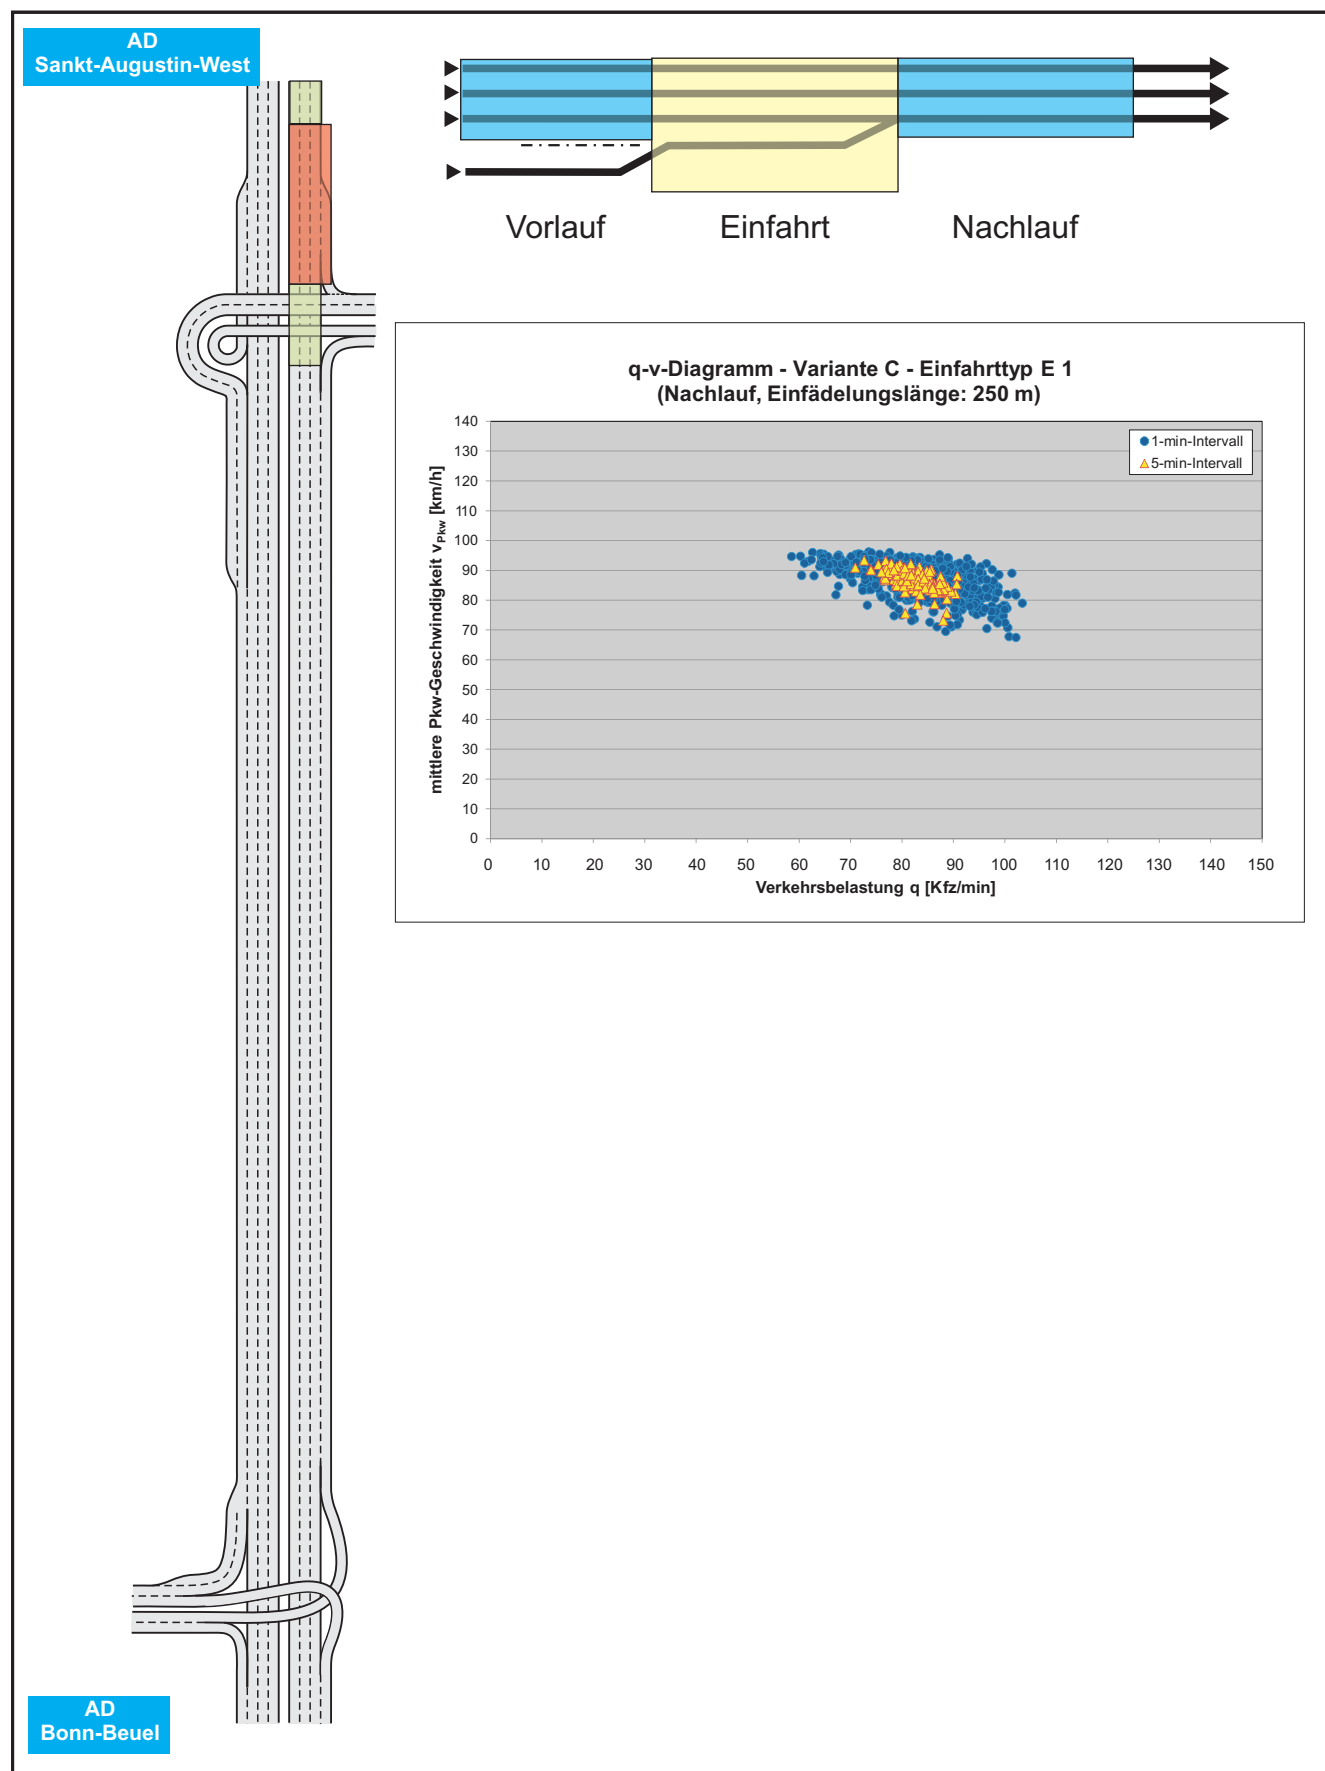 AD
Sankt-Augustin-West
Vorlauf Einfahrt Nachlauf
q-v-Diagramm - Variante C - Einfahrttyp E 1
(Nachlauf, Einfädelungslänge: 250 m)
1-min-Intervall
5-min-Intervall
mittlere Pkw-Geschwindigkeit vPkw [km/h]
140
130
120
110
100
90
80
70
60
50
40
30
20
10
0
0 10 20 30 40 50 60 70 80 90 100 110 120 130 140 150
Verkehrsbelastung q [Kfz/min]
AD
Bonn-Beuel